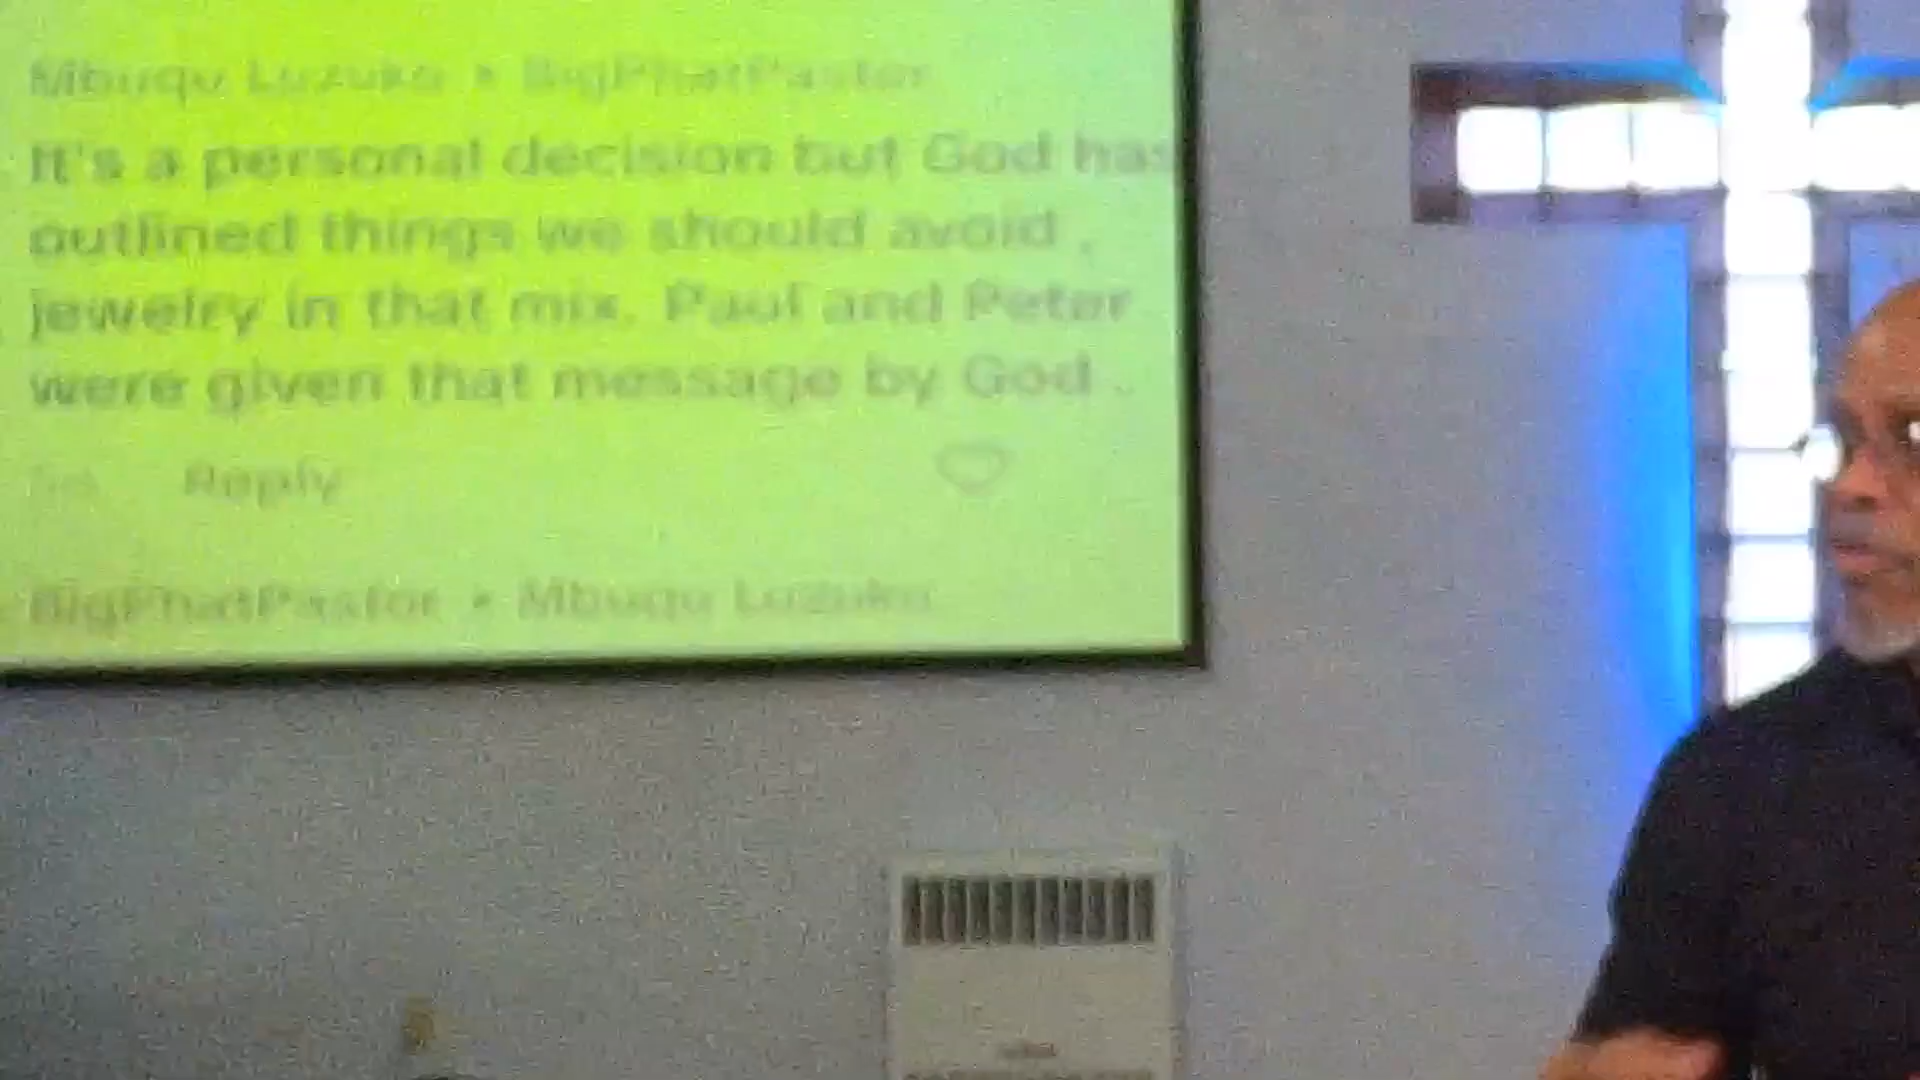 Mbuqu Luzuko ▸ BigPhatPastor
It's a personal decision but God has
outlined things we should avoid ,
jewelry in that mix. Paul and Peter
were given that message by God .
Reply
BigPhatPastor ▸ Mbuqu Luzuko